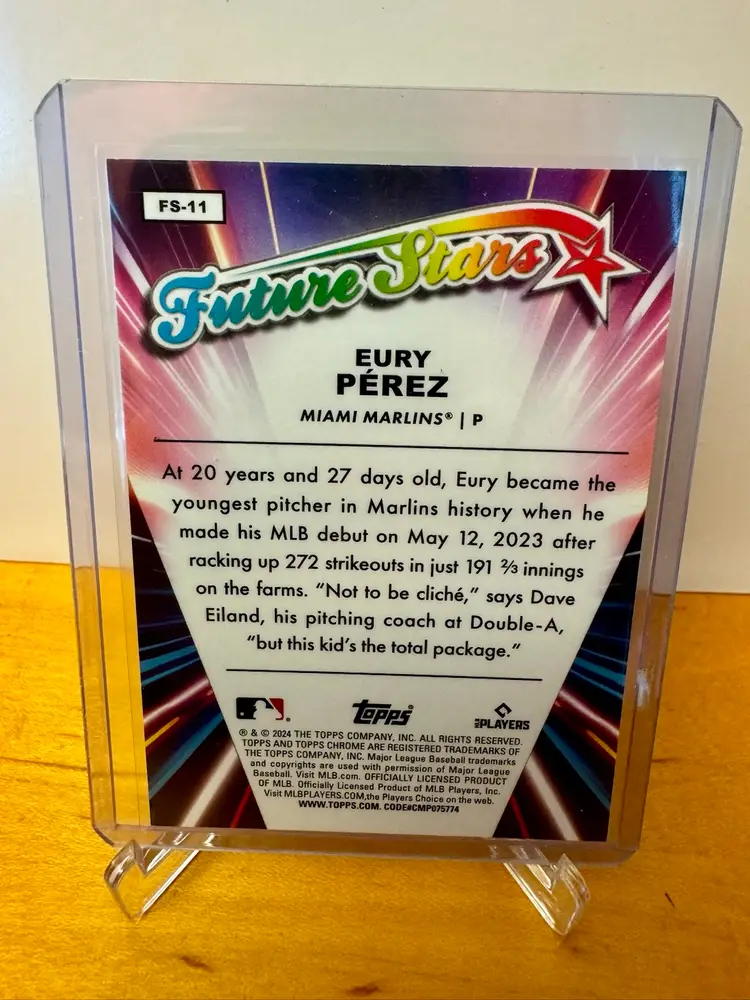 FS-11
Future Stars
EURY
PÉREZ
MIAMI MARLINS® | P
At 20 years and 27 days old, Eury became the
youngest pitcher in Marlins history when he
made his MLB debut on May 12, 2023 after
racking up 272 strikeouts in just 191 ⅔ innings
on the farms. “Not to be cliché,” says Dave
Eiland, his pitching coach at Double-A,
“but this kid’s the total package.”
topps® MLB PLAYERS
® & © 2024 THE TOPPS COMPANY, INC. ALL RIGHTS RESERVED.
TOPPS AND TOPPS CHROME ARE REGISTERED TRADEMARKS OF
THE TOPPS COMPANY, INC. Major League Baseball trademarks
and copyrights are used with permission of Major League
Baseball. Visit MLB.com. OFFICIALLY LICENSED PRODUCT
OF MLB. Officially Licensed Product of MLB Players, Inc.
Visit MLBPLAYERS.COM,the Players Choice on the web.
WWW.TOPPS.COM. CODE#CMP075774